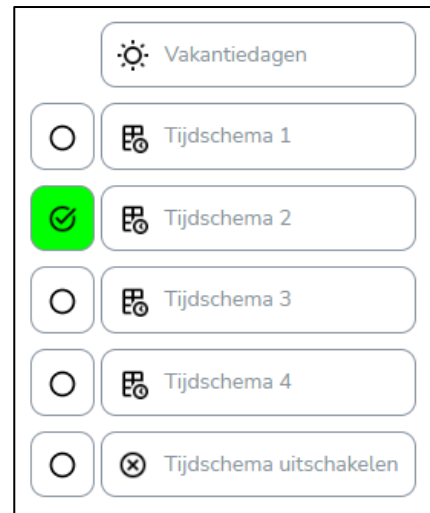 Vakantiedagen
Tijdschema 1
Tijdschema 2
Tijdschema 3
Tijdschema 4
Tijdschema uitschakelen